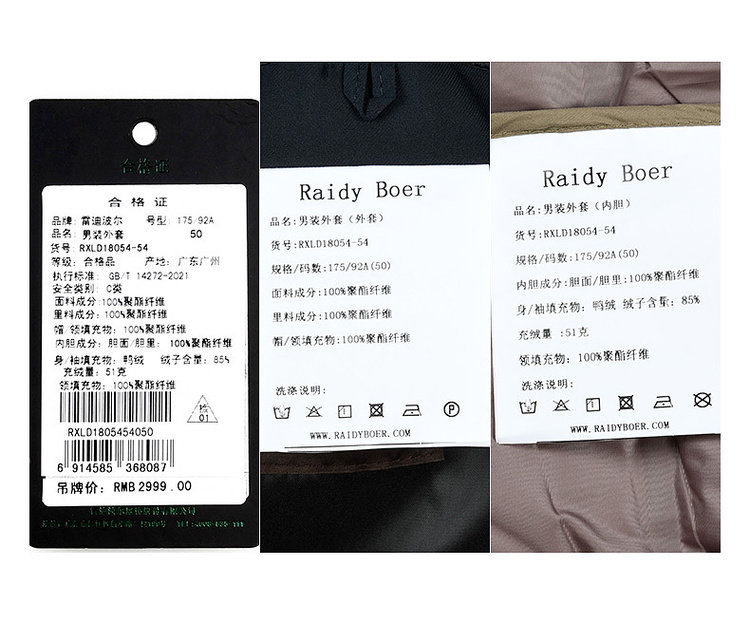 合格证
合格证
品牌: 雷迪波尔 号型: 175/92A
品名: 男装外套 50
货号: RXLD18054-54
等级: 合格品 产地: 广东广州
执行标准: GB/T 14272-2021
安全类别: C类
面料成分: 100%聚酯纤维
里料成分: 100%聚酯纤维
帽/领填充物: 100%聚酯纤维
内胆成分: 胆面/胆里: 100%聚酯纤维
身/袖填充物: 鸭绒 绒子含量: 85%
充绒量: 51克
领填充物: 100%聚酯纤维
检
01
RXLD1805454050
6 914585 368087
吊牌价: RMB 2999.00
Raidy Boer
品名:男装外套(外套)
货号:RXLD18054-54
规格/码数:175/92A(50)
面料成分:100%聚酯纤维
里料成分:100%聚酯纤维
帽/领填充物:100%聚酯纤维
洗涤说明:
WWW.RAIDYBOER.COM
Raidy Boer
品名:男装外套(内胆)
货号:RXLD18054-54
规格/码数:175/92A(50)
内胆成分:胆面/胆里:100%聚酯纤维
身/袖填充物: 鸭绒 绒子含量: 85%
充绒量 :51克
领填充物: 100%聚酯纤维
洗涤说明:
WWW.RAIDYBOER.COM